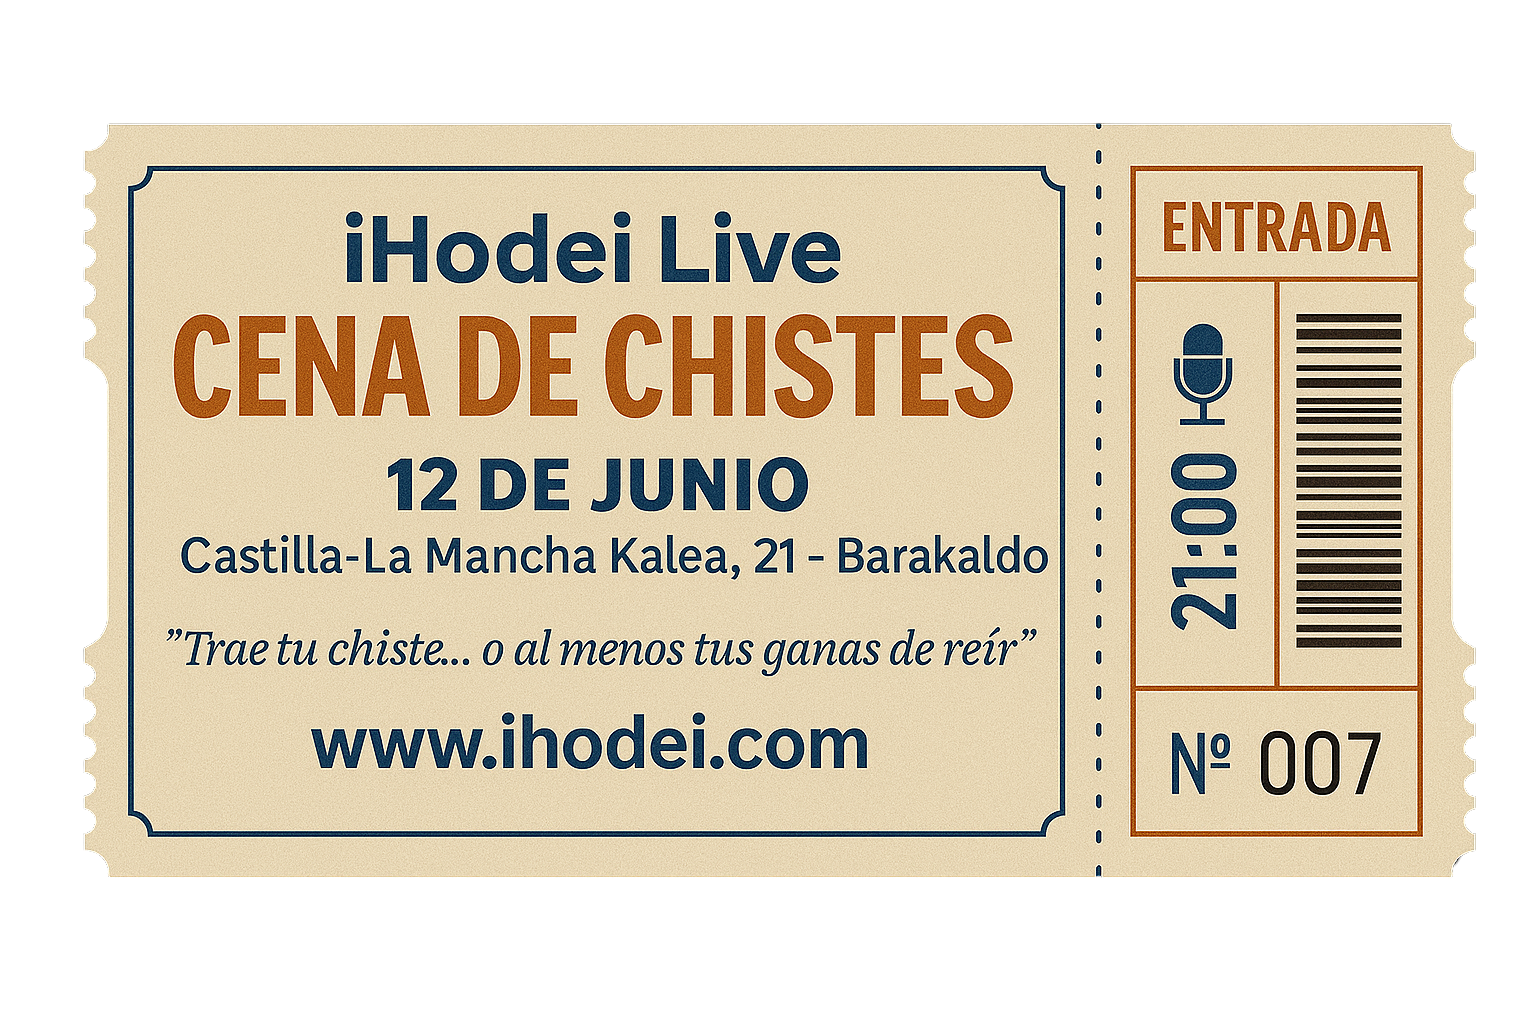 iHodei Live
CENA DE CHISTES
12 DE JUNIO
Castilla-La Mancha Kalea, 21 - Barakaldo
”Trae tu chiste... o al menos tus ganas de reír”
www.ihodei.com
ENTRADA
21:00
Nº 007